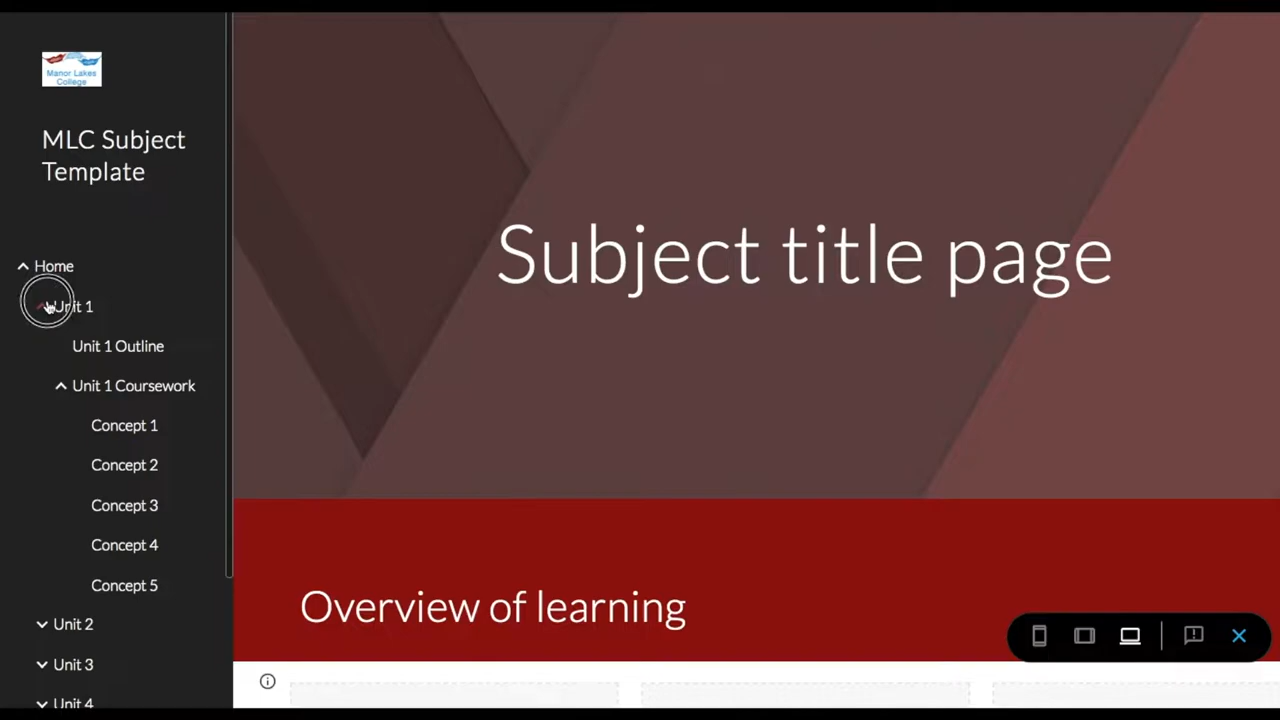 Manor Lakes
College
MLC Subject
Template
Home
Unit 1
Unit 1 Outline
Unit 1 Coursework
Concept 1
Concept 2
Concept 3
Concept 4
Concept 5
Unit 2
Unit 3
Unit 4
Subject title page
Overview of learning